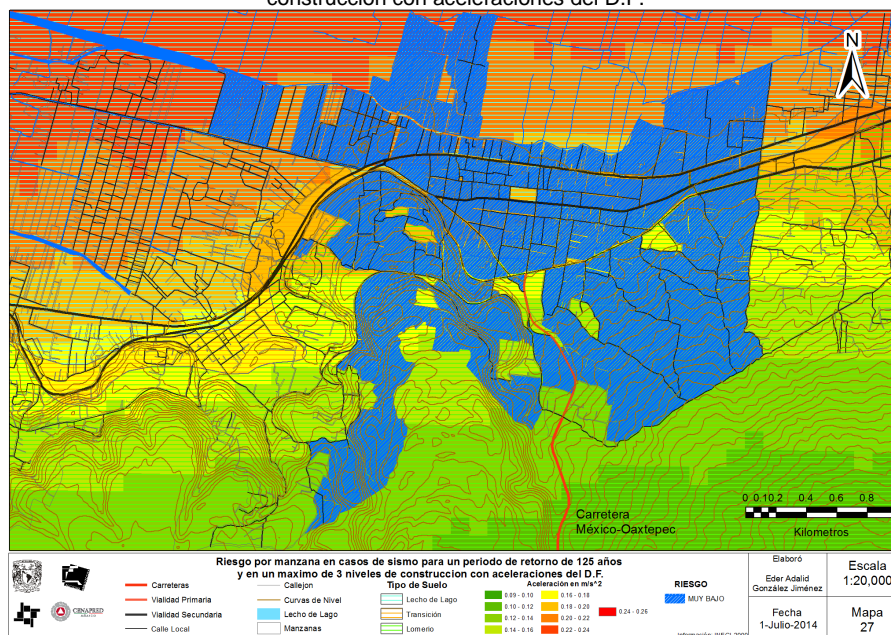 construcción con aceleraciones del D.F.
N
Carretera
México-Oaxtepec
0 0.10.2 0.4 0.6 0.8
Kilometros
Riesgo por manzana en casos de sismo para un periodo de retorno de 125 años
y en un maximo de 3 niveles de construccion con aceleraciones del D.F.
Carreteras
Vialidad Primaria
Vialidad Secundaria
Calle Local
Callejon
Curvas de Nivel
Lecho de Lago
Manzanas
Tipo de Suelo
Lecho de Lago
Transición
Lomerio
Aceleración en m/s^2
0.09 - 0.10
0.10 - 0.12
0.12 - 0.14
0.14 - 0.16
0.16 - 0.18
0.18 - 0.20
0.20 - 0.22
0.22 - 0.24
0.24 - 0.26
RIESGO
MUY BAJO
CENAPRED
Elaboró
Eder Adalid
González Jiménez
Fecha
1-Julio-2014
Escala
1:20,000
Mapa
27